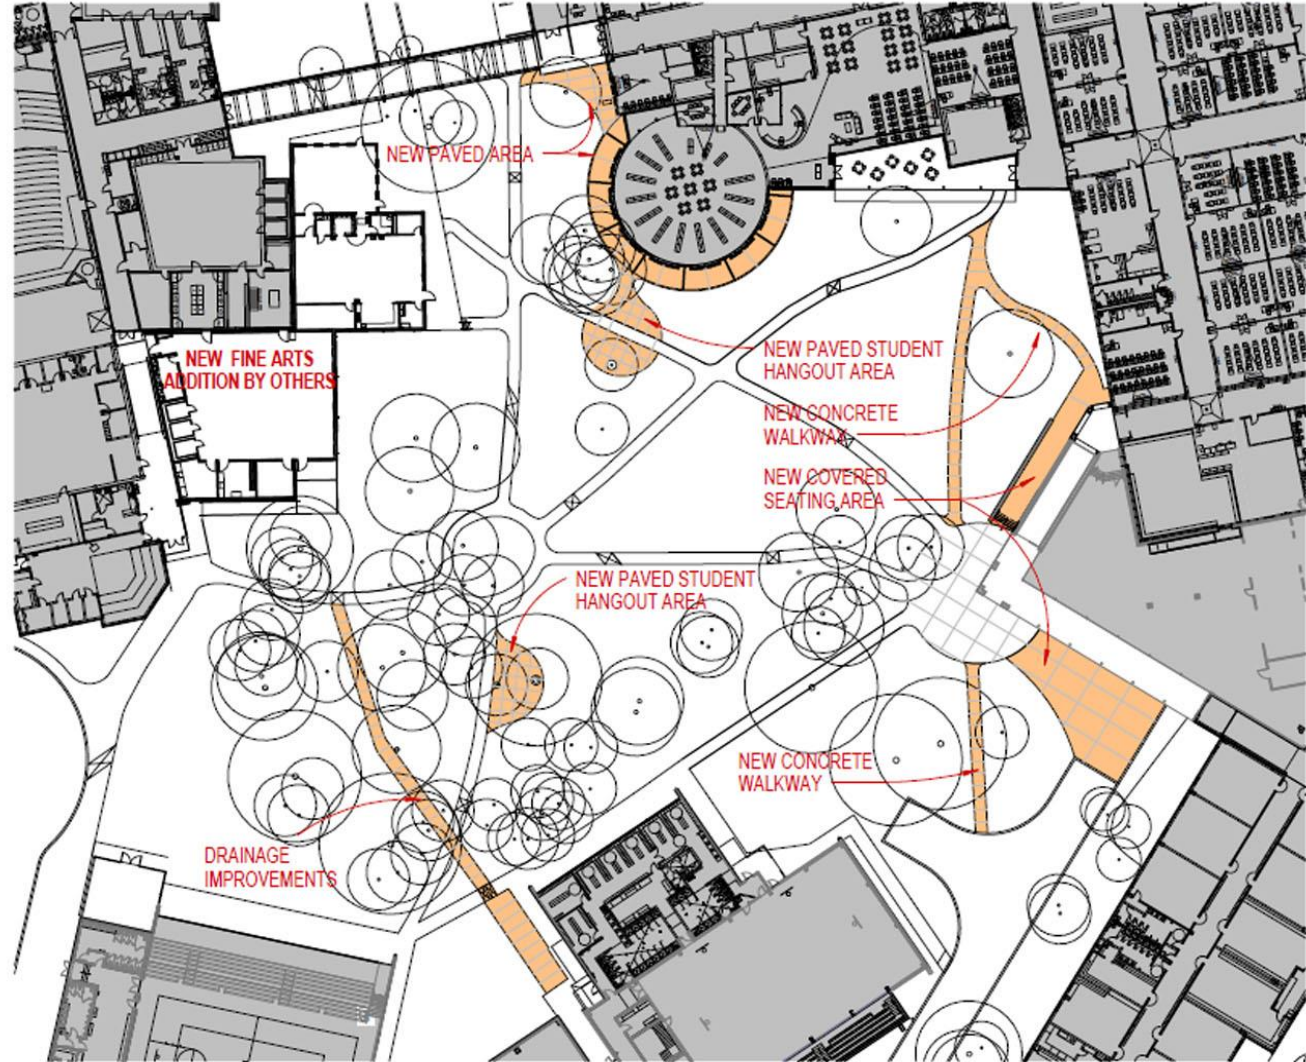 NEW PAVED AREA
NEW PAVED STUDENT
HANGOUT AREA
NEW FINE ARTS
ADDITION BY OTHERS
NEW CONCRETE
WALKWAY
NEW COVERED
SEATING AREA
NEW PAVED STUDENT
HANGOUT AREA
NEW CONCRETE
WALKWAY
DRAINAGE
IMPROVEMENTS